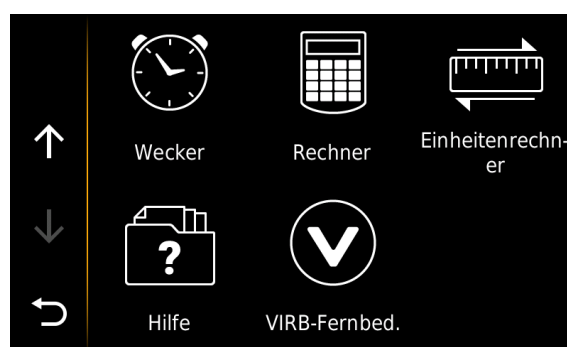 Wecker
Rechner
Einheitenrechn-
er
Hilfe
VIRB-Fernbed.